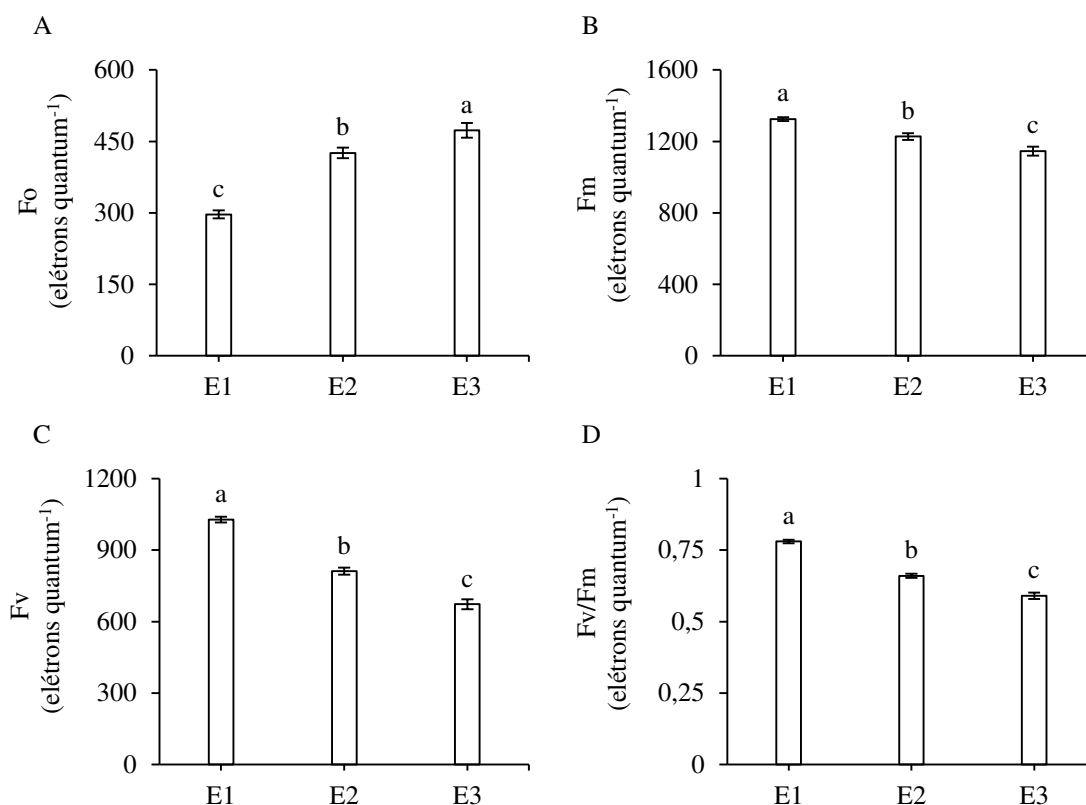 A
Fo
(elétrons quantum-1)
600
450
300
150
0
c
b
a
E1 E2 E3
B
Fm
(elétrons quantum-1)
1600
1200
800
400
0
a
b
c
E1 E2 E3
C
Fv
(elétrons quantum-1)
1200
900
600
300
0
a
b
c
E1 E2 E3
D
Fv/Fm
(elétrons quantum-1)
1
0,75
0,5
0,25
0
a
b
c
E1 E2 E3